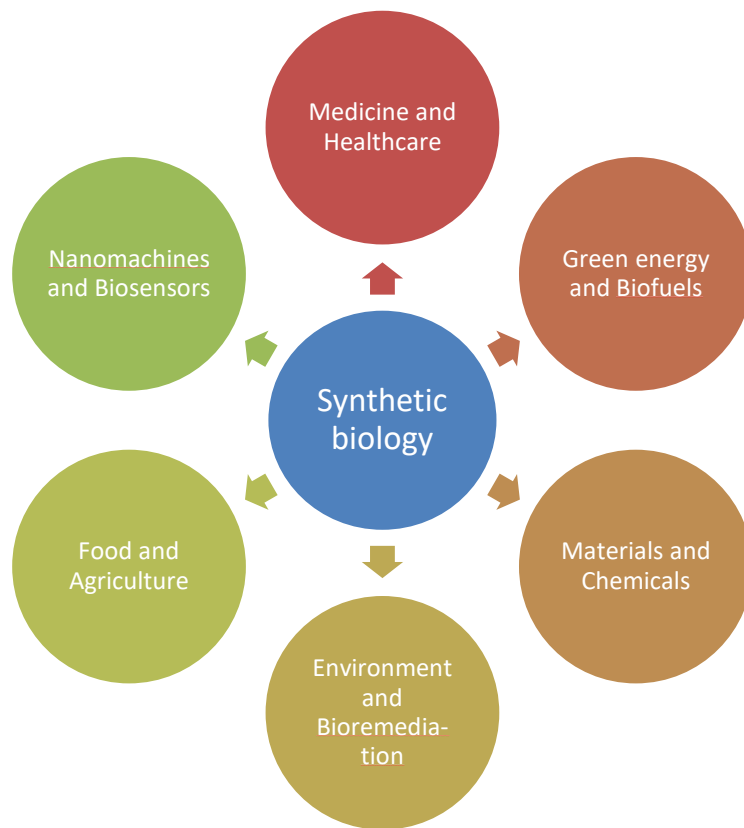 Medicine and
Healthcare
Nanomachines
and Biosensors
Green energy
and Biofuels
Synthetic
biology
Food and
Agriculture
Materials and
Chemicals
Environment
and
Bioremedia-
tion